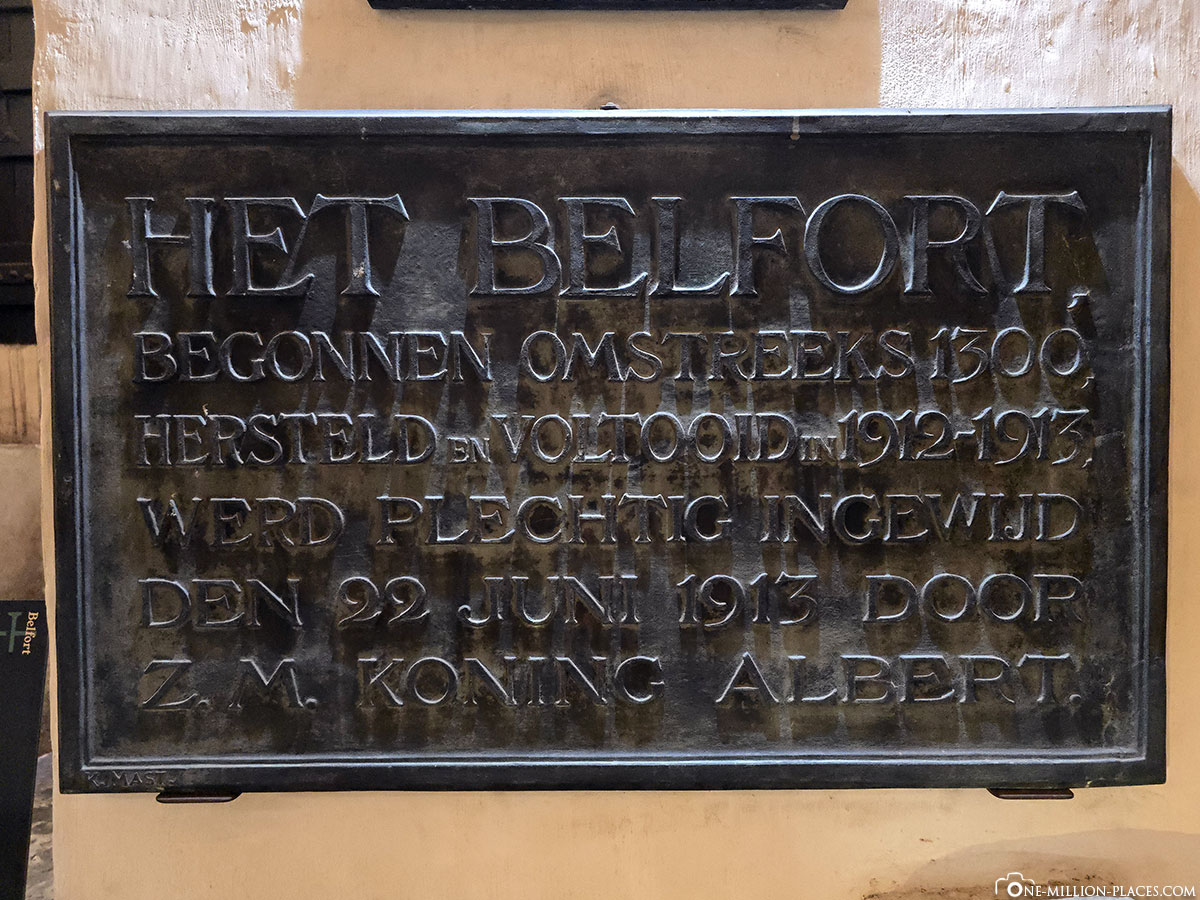 HET BELFORT,
BEGONNEN OMSTREEKS 1300,
HERSTELD EN VOLTOOID IN 1912-1913,
WERD PLECHTIG INGEWIJD
DEN 22 JUNI 1913 DOOR
Z.M. KONING ALBERT.
K. MAST
Belfort
ONE-MILLION-PLACES.COM